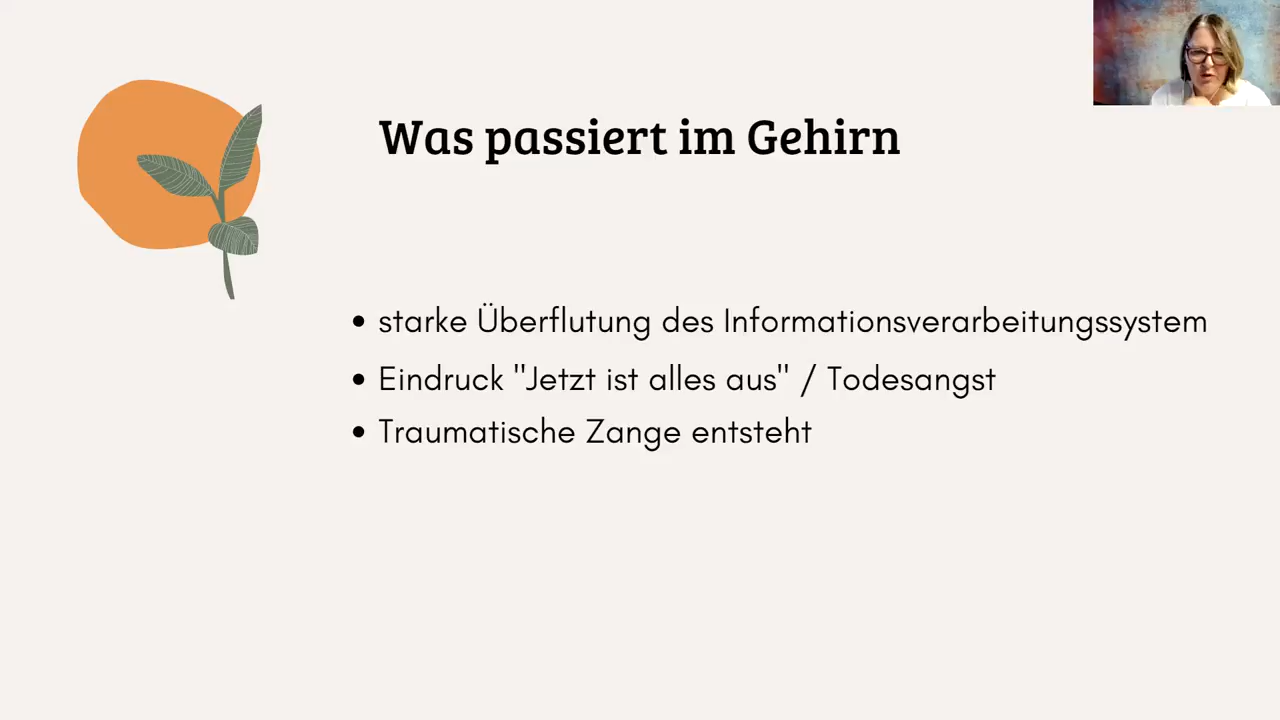 Was passiert im Gehirn
starke Überflutung des Informationsverarbeitungssystem
Eindruck "Jetzt ist alles aus" / Todesangst
Traumatische Zange entsteht